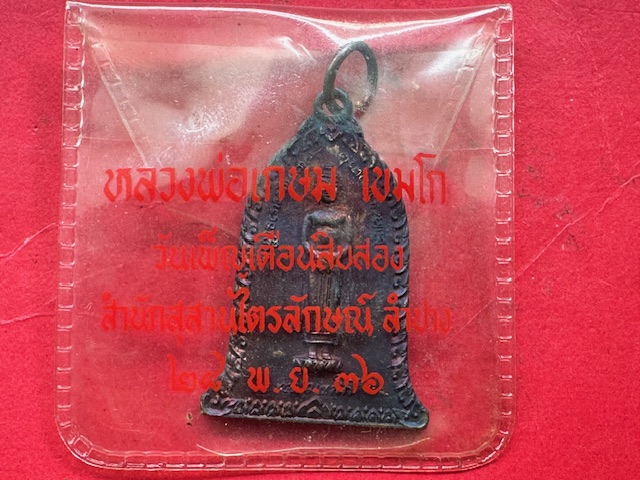 หลวงพ่อเกษม เขมโก
วันเพ็ญเดือนสิบสอง
สำนักสุสานไตรลักษณ์ ลำปาง
๒๘ พ.ย. ๓๖